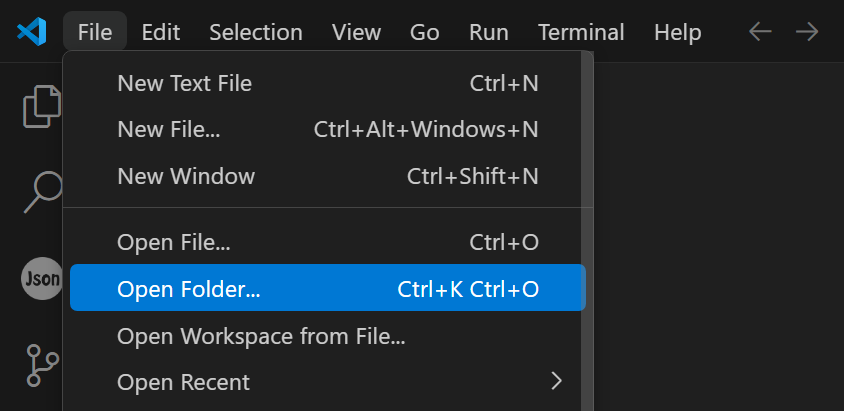 File Edit Selection View Go Run Terminal Help
New Text File Ctrl+N
New File... Ctrl+Alt+Windows+N
New Window Ctrl+Shift+N
Open File... Ctrl+O
Json
Open Folder... Ctrl+K Ctrl+O
Open Workspace from File...
Open Recent